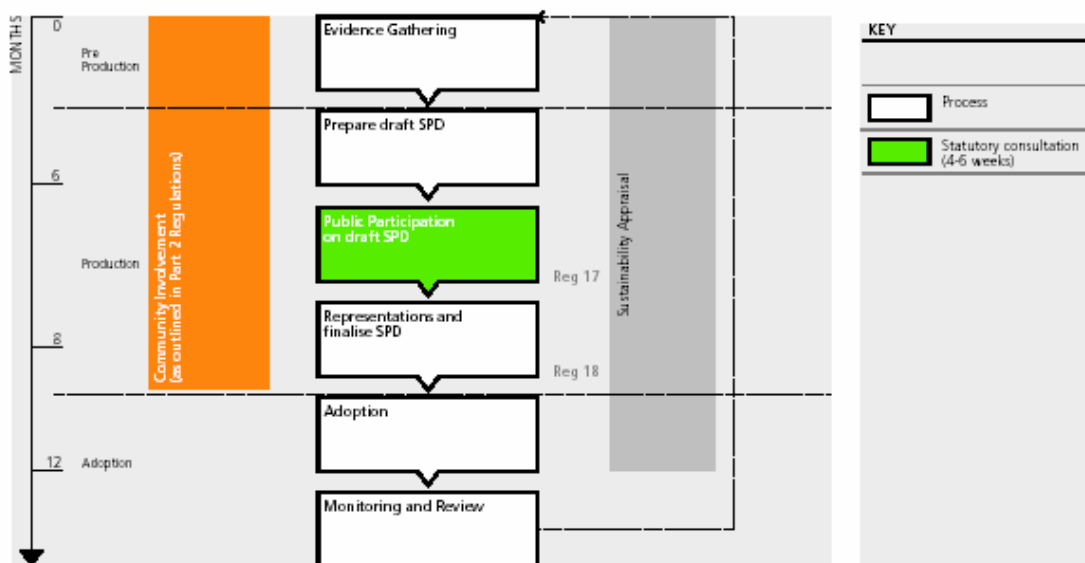 MONTHS
0
Pre
Production
6
Production
8
12
Adoption
Community Involvement
(as outlined in Part 2 Regulations)
Evidence Gathering
Prepare draft SPD
Public Participation
on draft SPD
Reg 17
Representations and
finalise SPD
Reg 18
Adoption
Monitoring and Review
Sustainability Appraisal
KEY
Process
Statutory consultation
(4-6 weeks)